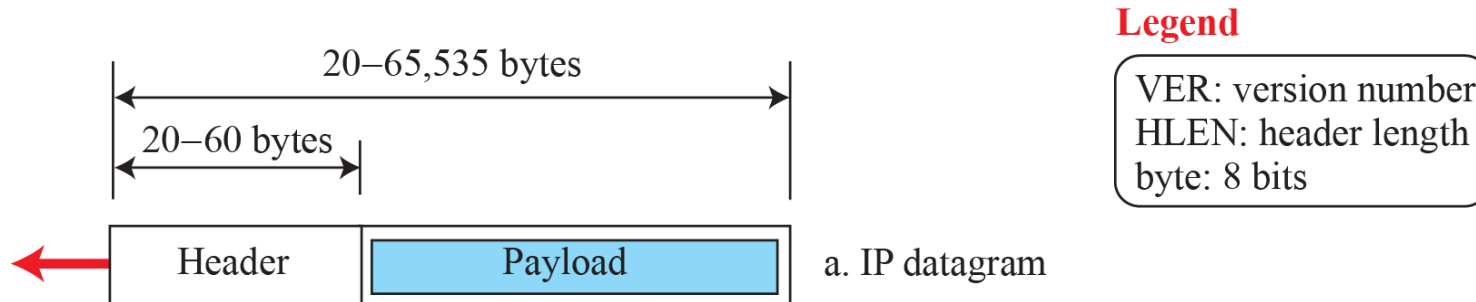 Legend
20–65,535 bytes
VER: version number
HLEN: header length
byte: 8 bits
20–60 bytes
Header
Payload
a. IP datagram